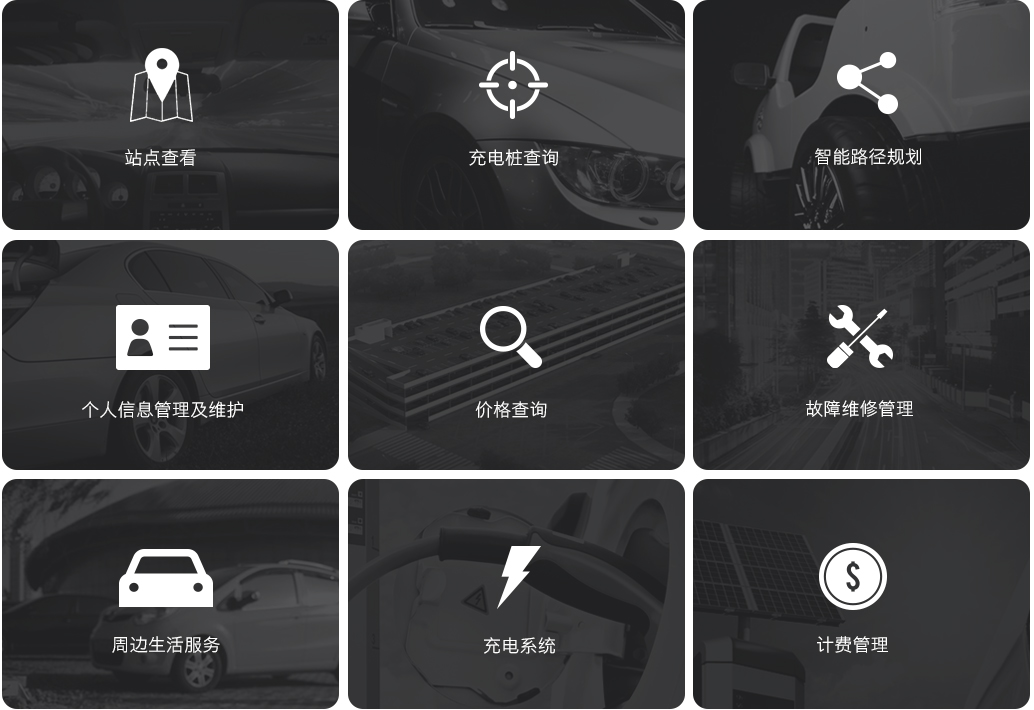 站点查看
充电桩查询
智能路径规划
个人信息管理及维护
价格查询
故障维修管理
周边生活服务
充电系统
计费管理